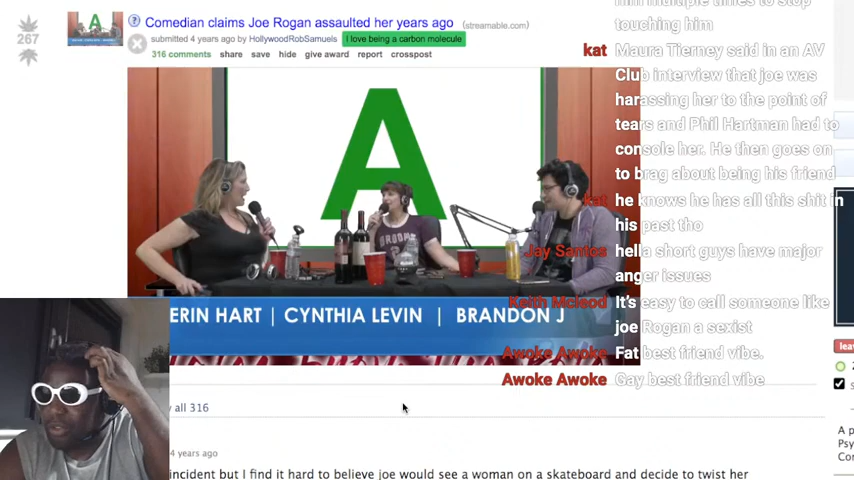 267
Comedian claims Joe Rogan assaulted her years ago (streamable.com)
submitted 4 years ago by HollywoodRobSamuels I love being a carbon molecule
316 comments share save hide give award report crosspost
A
ERIN HART | CYNTHIA LEVIN | BRANDON J
all 316
4 years ago
incident but I find it hard to believe joe would see a woman on a skateboard and decide to twist her
him multiple times to stop
touching him
kat Maura Tierney said in an AV
Club interview that joe was
harassing her to the point of
tears and Phil Hartman had to
console her. He then goes on
to brag about being his friend
kat he knows he has all this shit in
his past tho
Jay Santos hella short guys have major
anger issues
Keith Mcleod It's easy to call someone like
joe Rogan a sexist
Awoke Awoke Fat best friend vibe.
Awoke Awoke Gay best friend vibe
lea
A p
Psy
Co